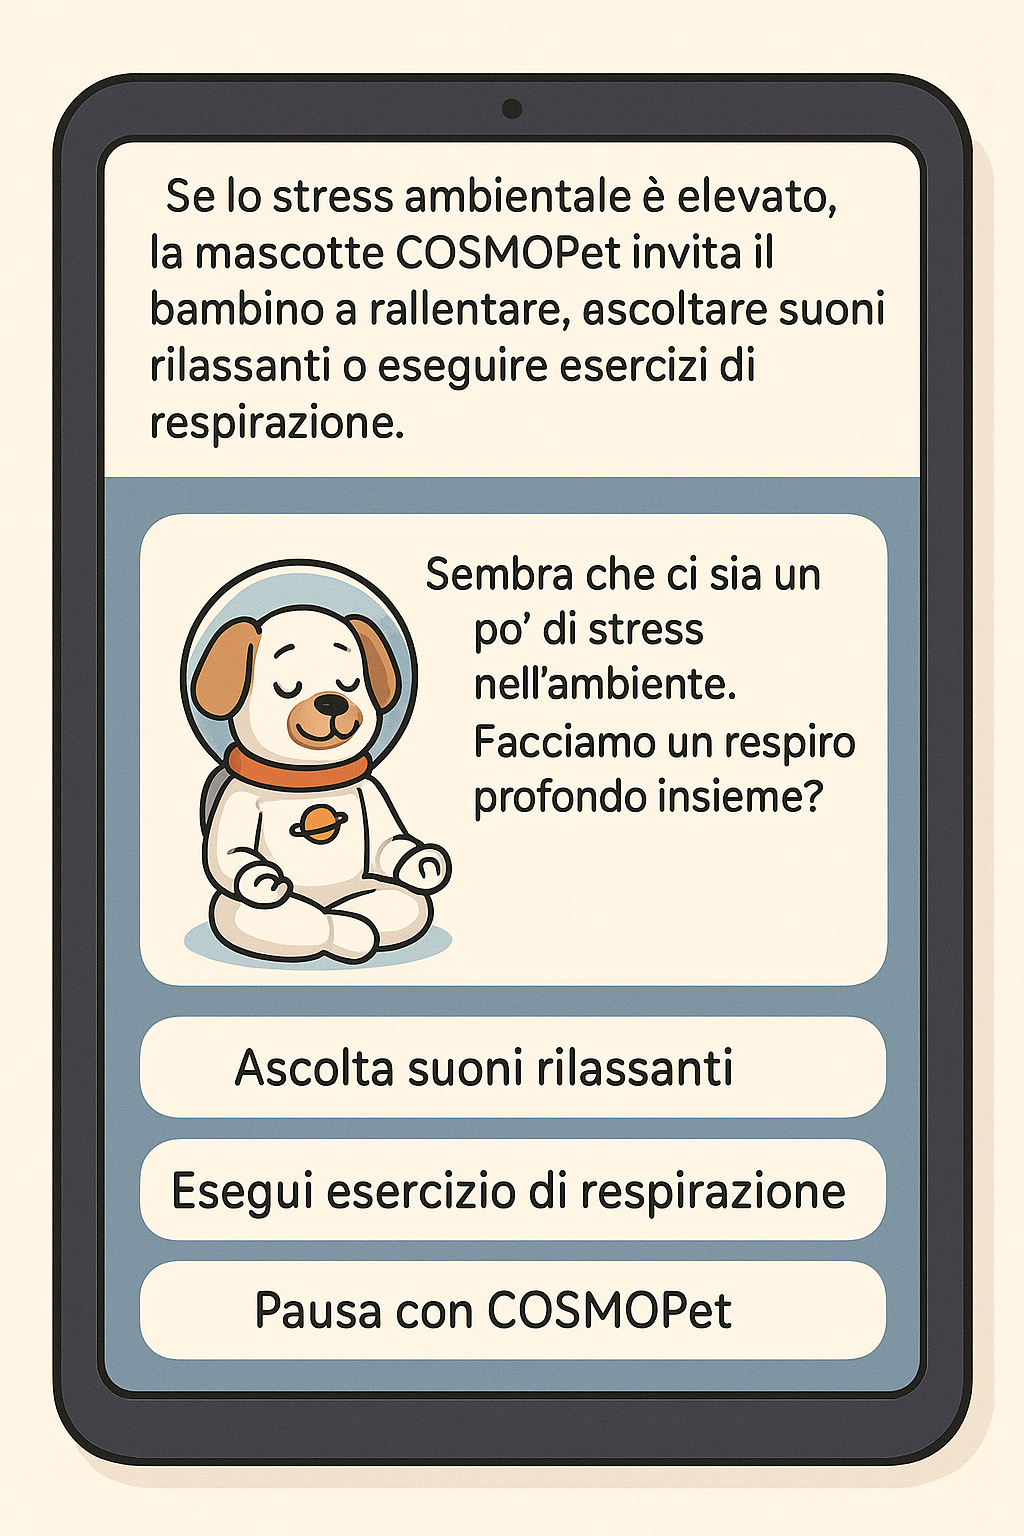 Se lo stress ambientale è elevato,
la mascotte COSMOPet invita il
bambino a rallentare, ascoltare suoni
rilassanti o eseguire esercizi di
respirazione.
Sembra che ci sia un
po’ di stress
nell’ambiente.
Facciamo un respiro
profondo insieme?
Ascolta suoni rilassanti
Esegui esercizio di respirazione
Pausa con COSMOPet